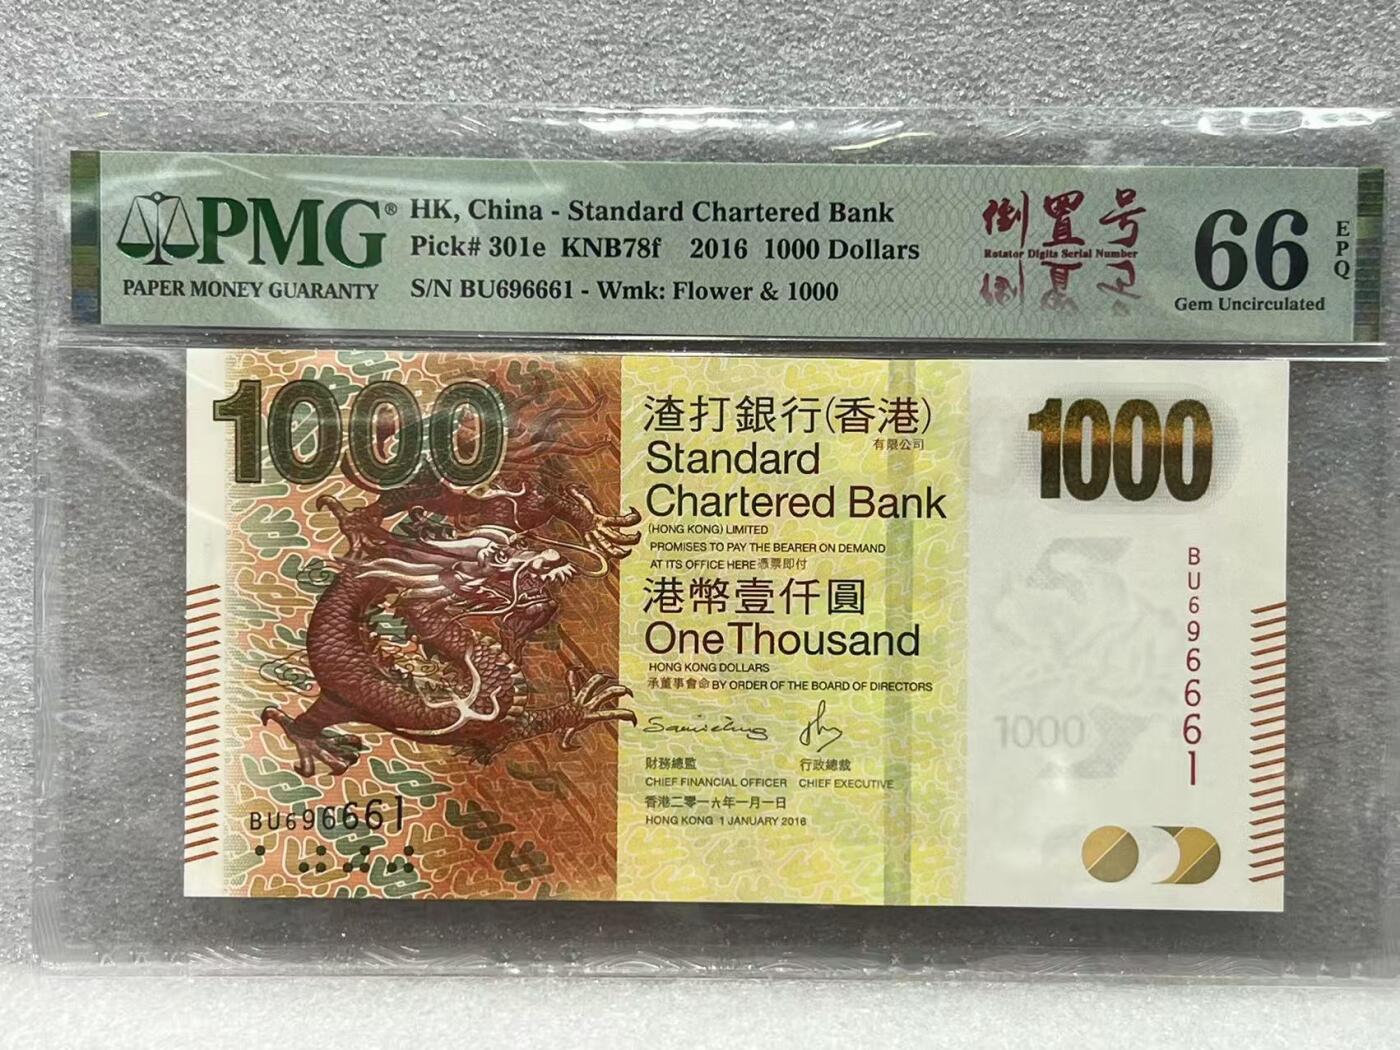 PMG®
PAPER MONEY GUARANTY
HK, China - Standard Chartered Bank
Pick# 301e KNB78f 2016 1000 Dollars
S/N BU696661 - Wmk: Flower & 1000
倒置号
Rotator Digits Serial Number
66
EPQ
Gem Uncirculated
1000
渣打銀行(香港)
有限公司
Standard
Chartered Bank
(HONG KONG) LIMITED
PROMISES TO PAY THE BEARER ON DEMAND
AT ITS OFFICE HERE 憑票即付
港幣壹仟圓
One Thousand
HONG KONG DOLLARS
承董事會命 BY ORDER OF THE BOARD OF DIRECTORS
財務總監 行政總裁
CHIEF FINANCIAL OFFICER CHIEF EXECUTIVE
香港二零一六年一月一日
HONG KONG 1 JANUARY 2016
BU696661
1000
BU696661
1000